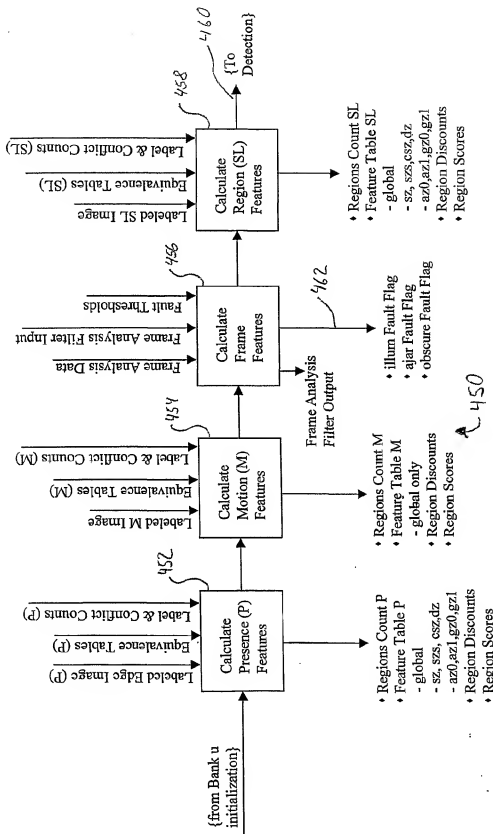 {from Bank u
initialization}
Labeled Edge Image (P)
Equivalence Tables (P)
Label & Conflict Counts (P)
452
Calculate
Presence (P)
Features
• Regions Count P
• Feature Table P
- global
- sz, szs, csz,dz
- az0,az1,gz0,gz1
• Region Discounts
• Region Scores
Labeled M Image
Equivalence Tables (M)
Label & Conflict Counts (M)
454
Calculate
Motion (M)
Features
• Regions Count M
• Feature Table M
- global only
• Region Discounts
• Region Scores
450
Frame Analysis Data
Frame Analysis Filter Input
Fault Thresholds
456
Calculate
Frame
Features
Frame Analysis
Filter Output
462
• illum Fault Flag
• ajar Fault Flag
• obscure Fault Flag
Labeled SL Image
Equivalence Tables (SL)
Label & Conflict Counts (SL)
458
Calculate
Region (SL)
Features
460
{To
Detection}
• Regions Count SL
• Feature Table SL
- global
- sz, szs,csz,dz
- az0,az1,gz0,gz1
• Region Discounts
• Region Scores